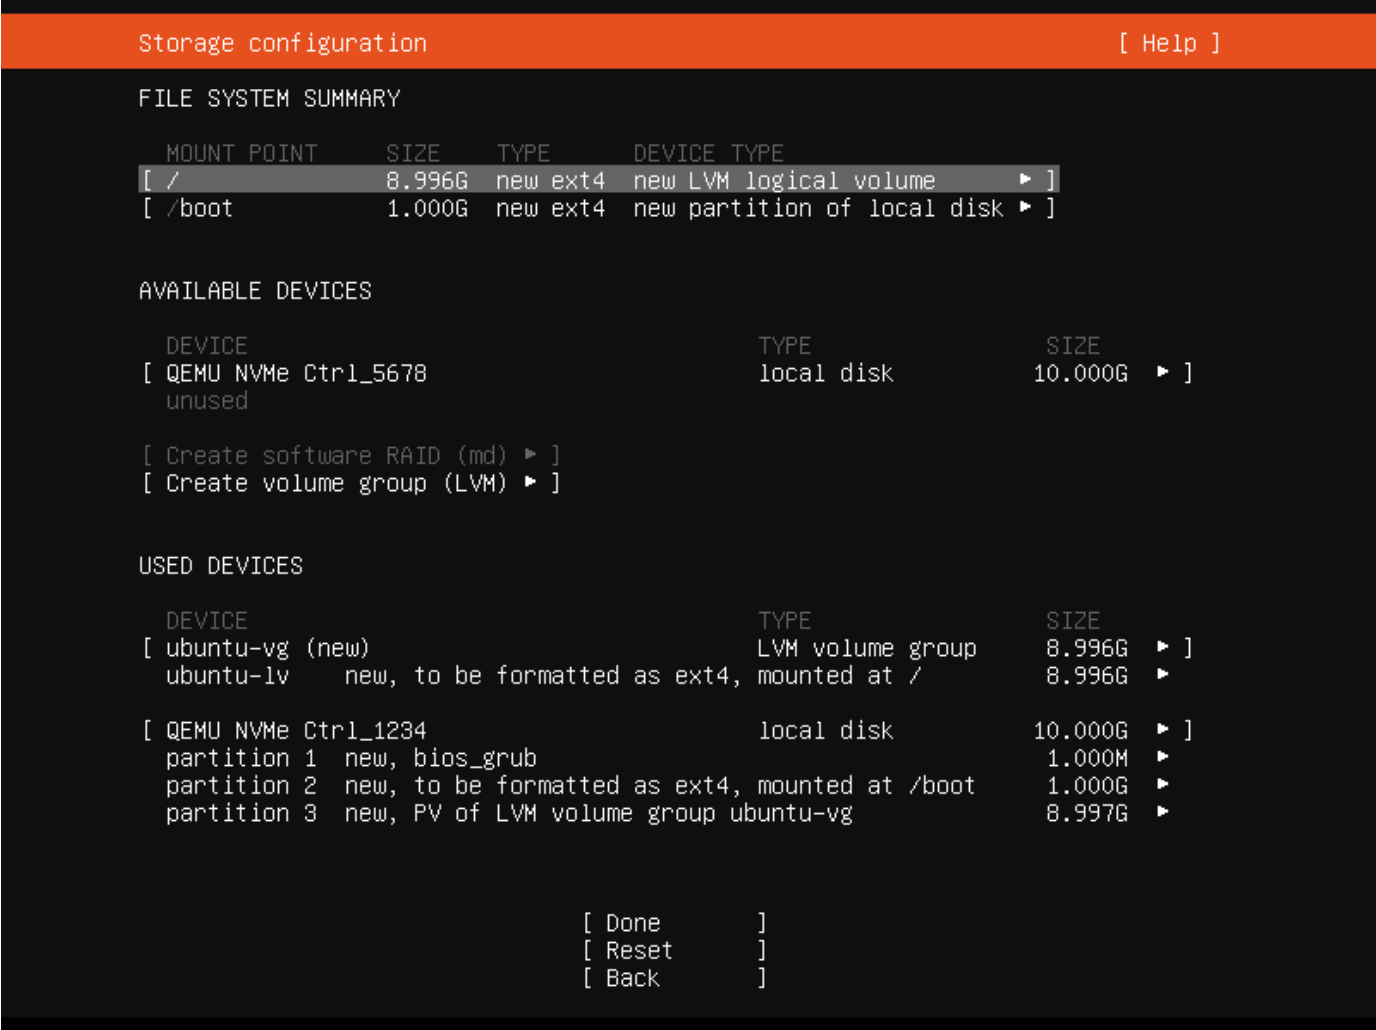 Storage configuration [ Help ]
FILE SYSTEM SUMMARY
MOUNT POINT SIZE TYPE DEVICE TYPE
[ / 8.996G new ext4 new LVM logical volume ▸ ]
[ /boot 1.000G new ext4 new partition of local disk ▸ ]
AVAILABLE DEVICES
DEVICE TYPE SIZE
[ QEMU NVMe Ctrl_5678 local disk 10.000G ▸ ]
unused
[ Create software RAID (md) ▸ ]
[ Create volume group (LVM) ▸ ]
USED DEVICES
DEVICE TYPE SIZE
[ ubuntu-vg (new) LVM volume group 8.996G ▸ ]
ubuntu-lv new, to be formatted as ext4, mounted at / 8.996G ▸
[ QEMU NVMe Ctrl_1234 local disk 10.000G ▸ ]
partition 1 new, bios_grub 1.000M ▸
partition 2 new, to be formatted as ext4, mounted at /boot 1.000G ▸
partition 3 new, PV of LVM volume group ubuntu-vg 8.997G ▸
[ Done ]
[ Reset ]
[ Back ]